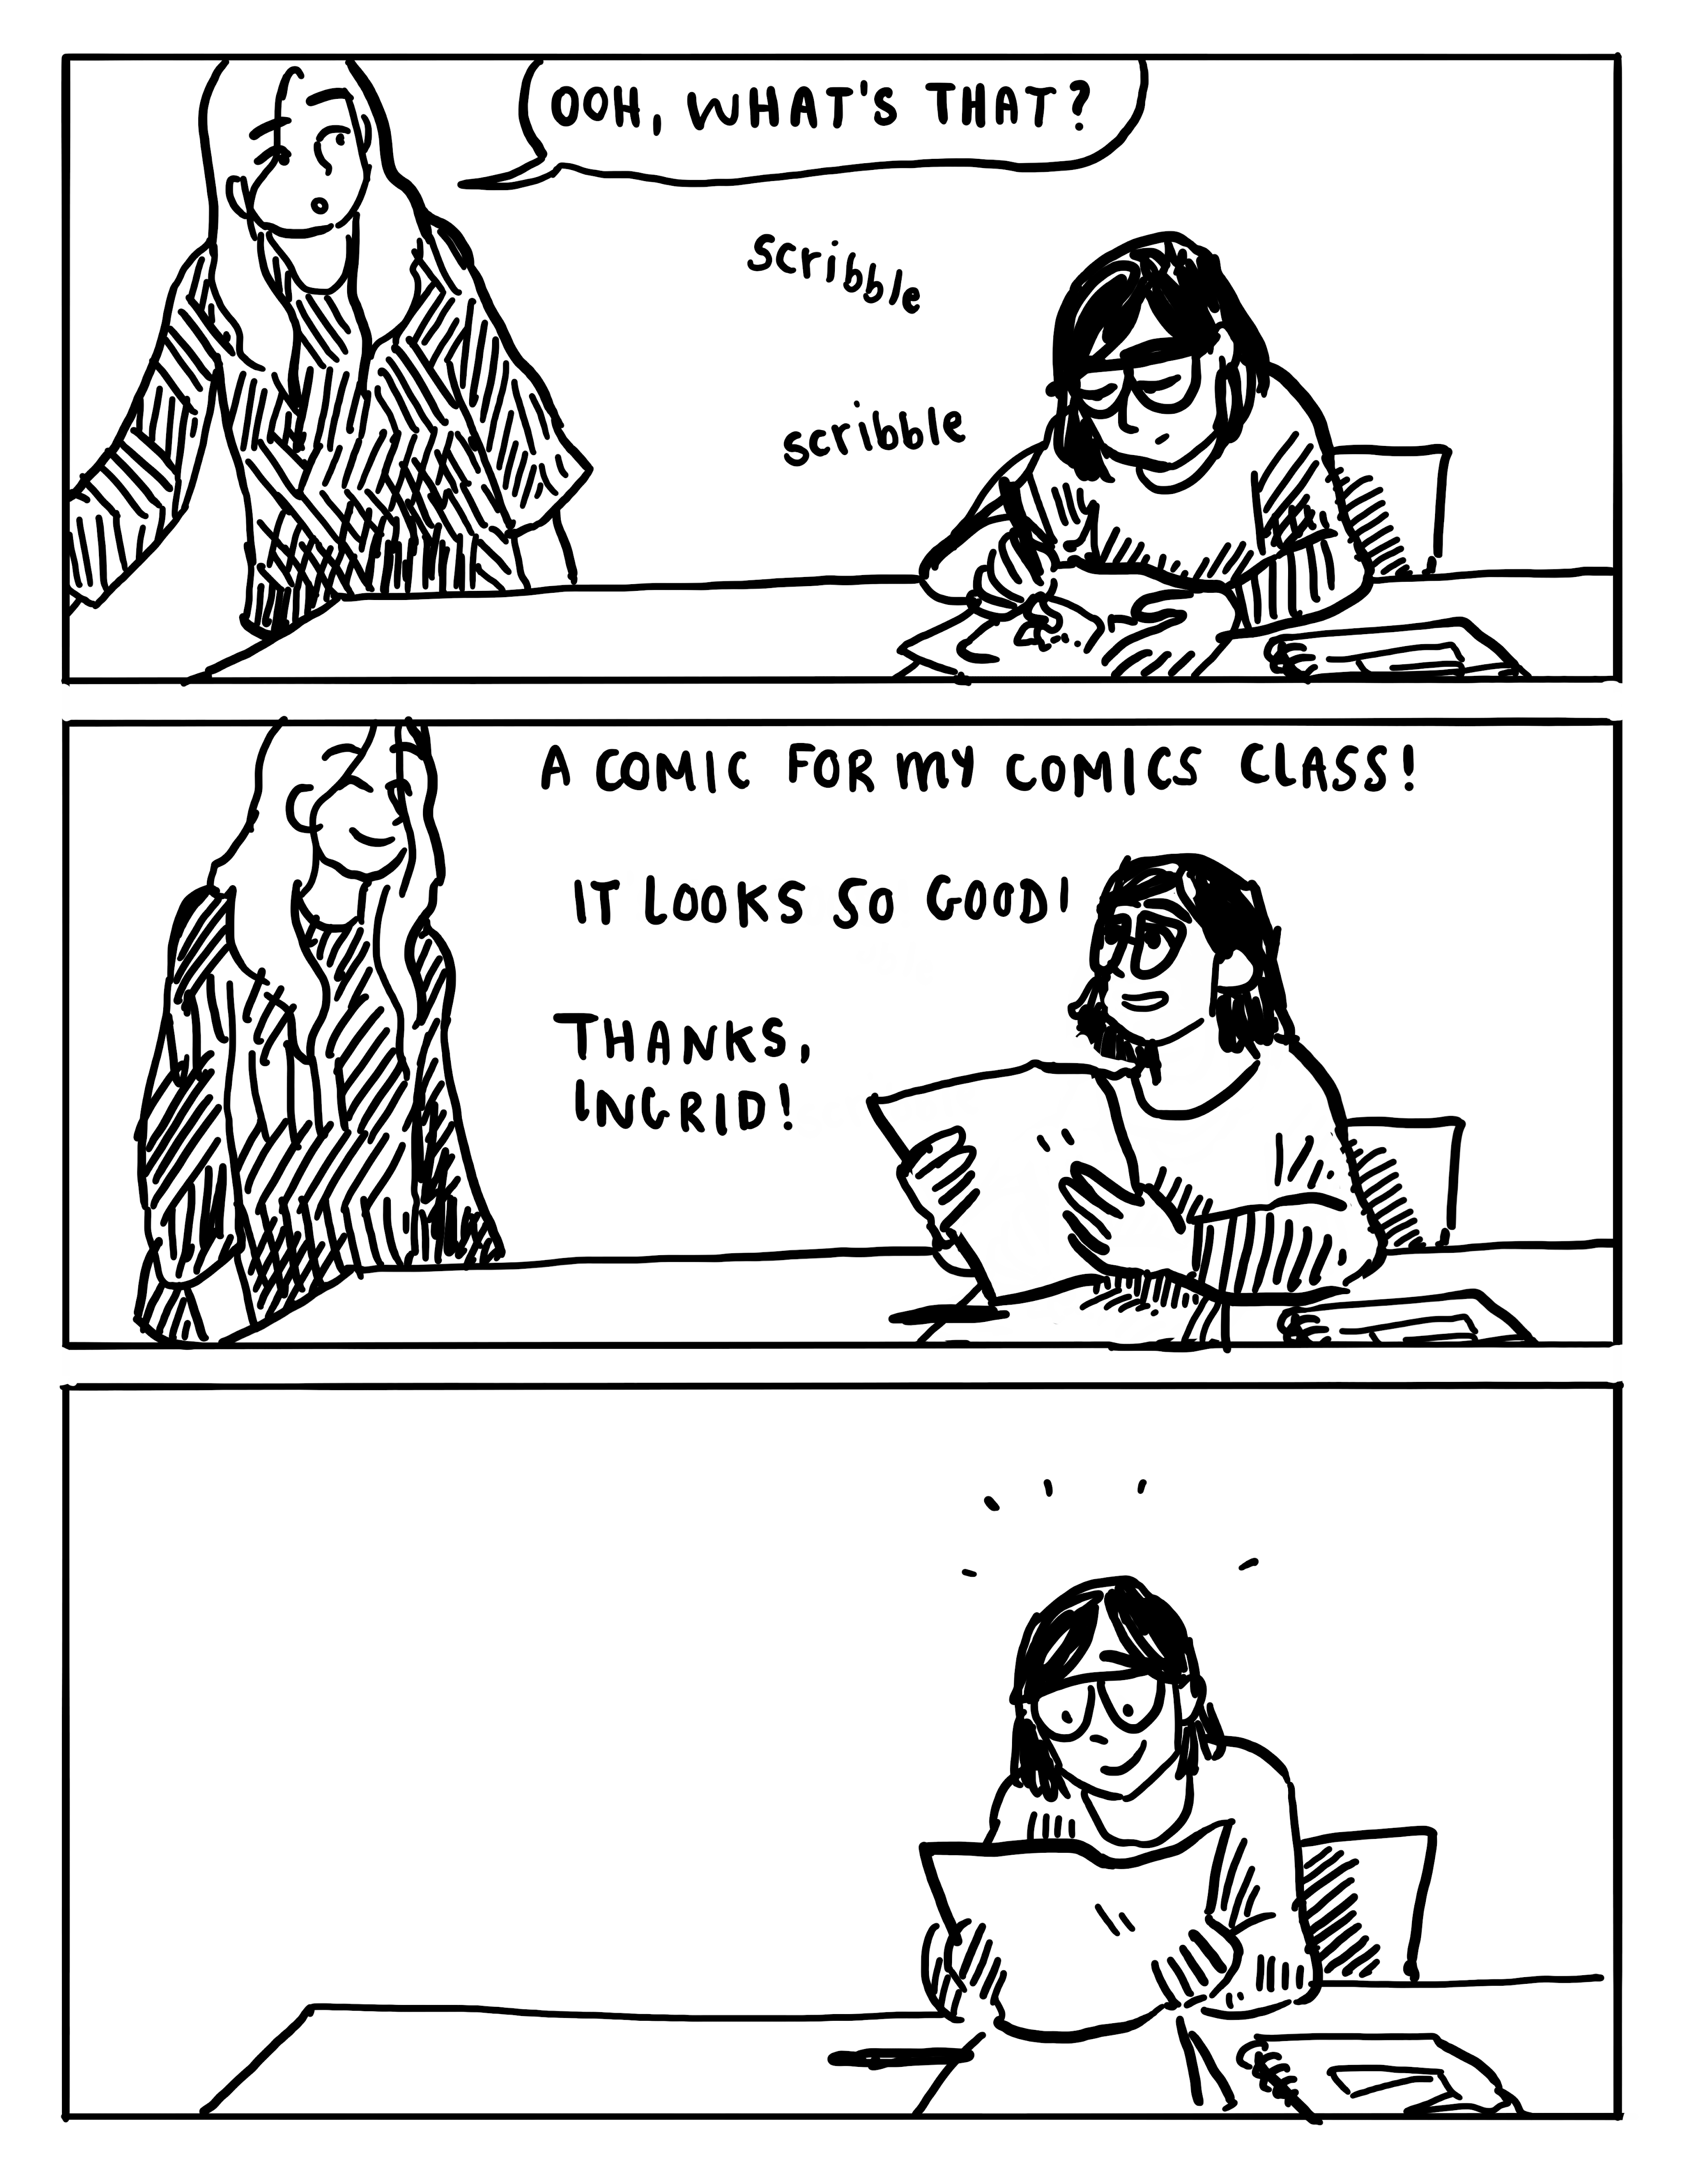 OOH, WHAT'S THAT?
scribble
scribble
A COMIC FOR MY COMICS CLASS!
IT LOOKS SO GOOD!
THANKS,
INGRID!